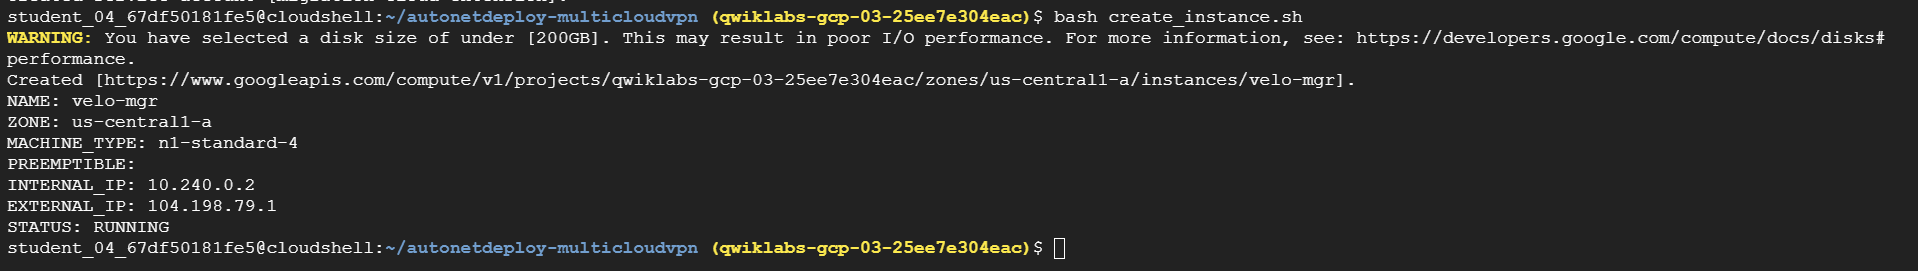 student_04_67df50181fe5@cloudshell:~/autonetdeploy-multicloudvpn (qwiklabs-gcp-03-25ee7e304eac)$ bash create_instance.sh
WARNING: You have selected a disk size of under [200GB]. This may result in poor I/O performance. For more information, see: https://developers.google.com/compute/docs/disks#
performance.
Created [https://www.googleapis.com/compute/v1/projects/qwiklabs-gcp-03-25ee7e304eac/zones/us-central1-a/instances/velo-mgr].
NAME: velo-mgr
ZONE: us-central1-a
MACHINE_TYPE: n1-standard-4
PREEMPTIBLE:
INTERNAL_IP: 10.240.0.2
EXTERNAL_IP: 104.198.79.1
STATUS: RUNNING
student_04_67df50181fe5@cloudshell:~/autonetdeploy-multicloudvpn (qwiklabs-gcp-03-25ee7e304eac)$